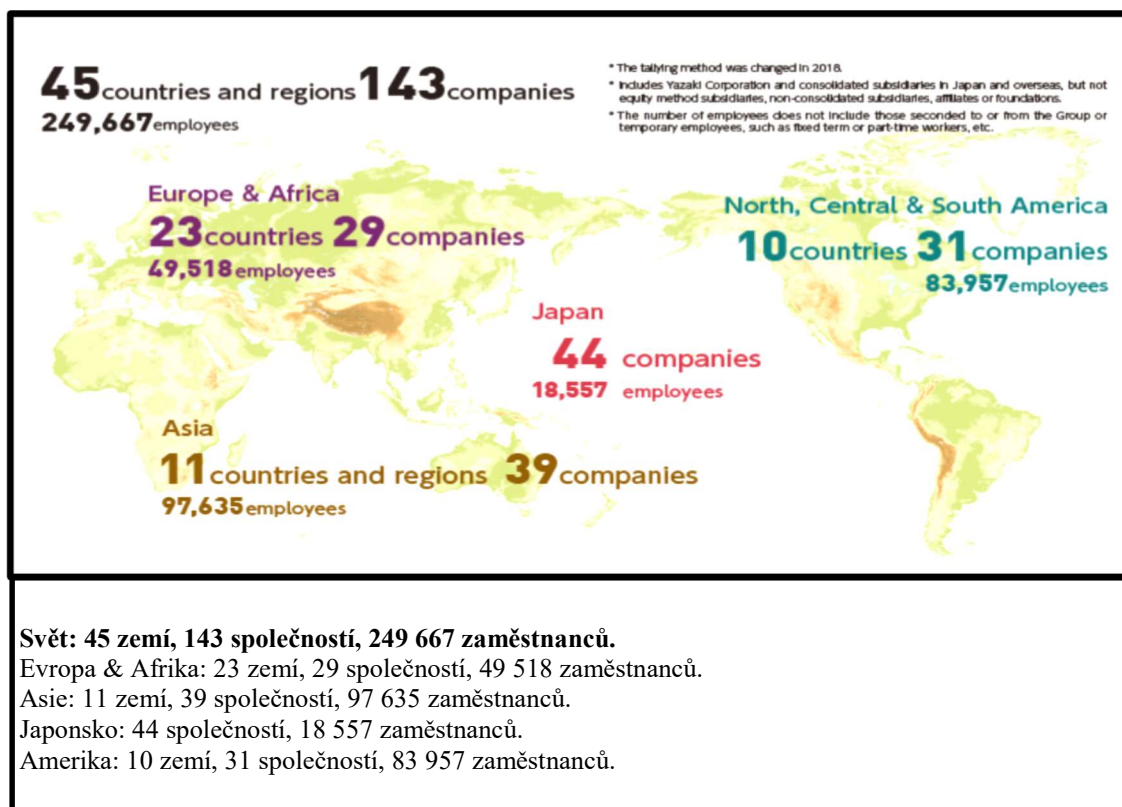 45countries and regions 143companies
249,667employees
* The tallying method was changed in 2018.
* Includes Yazaki Corporation and consolidated subsidiaries in Japan and overseas, but not
equity method subsidiaries, non-consolidated subsidiaries, affiliates or foundations.
* The number of employees does not include those seconded to or from the Group or
temporary employees, such as fixed term or part-time workers, etc.
Europe & Africa
23countries 29companies
49,518employees
North, Central & South America
10countries 31companies
83,957employees
Japan
44 companies
18,557 employees
Asia
11countries and regions 39companies
97,635employees
Svět: 45 zemí, 143 společností, 249 667 zaměstnanců.
Evropa & Afrika: 23 zemí, 29 společností, 49 518 zaměstnanců.
Asie: 11 zemí, 39 společností, 97 635 zaměstnanců.
Japonsko: 44 společností, 18 557 zaměstnanců.
Amerika: 10 zemí, 31 společností, 83 957 zaměstnanců.